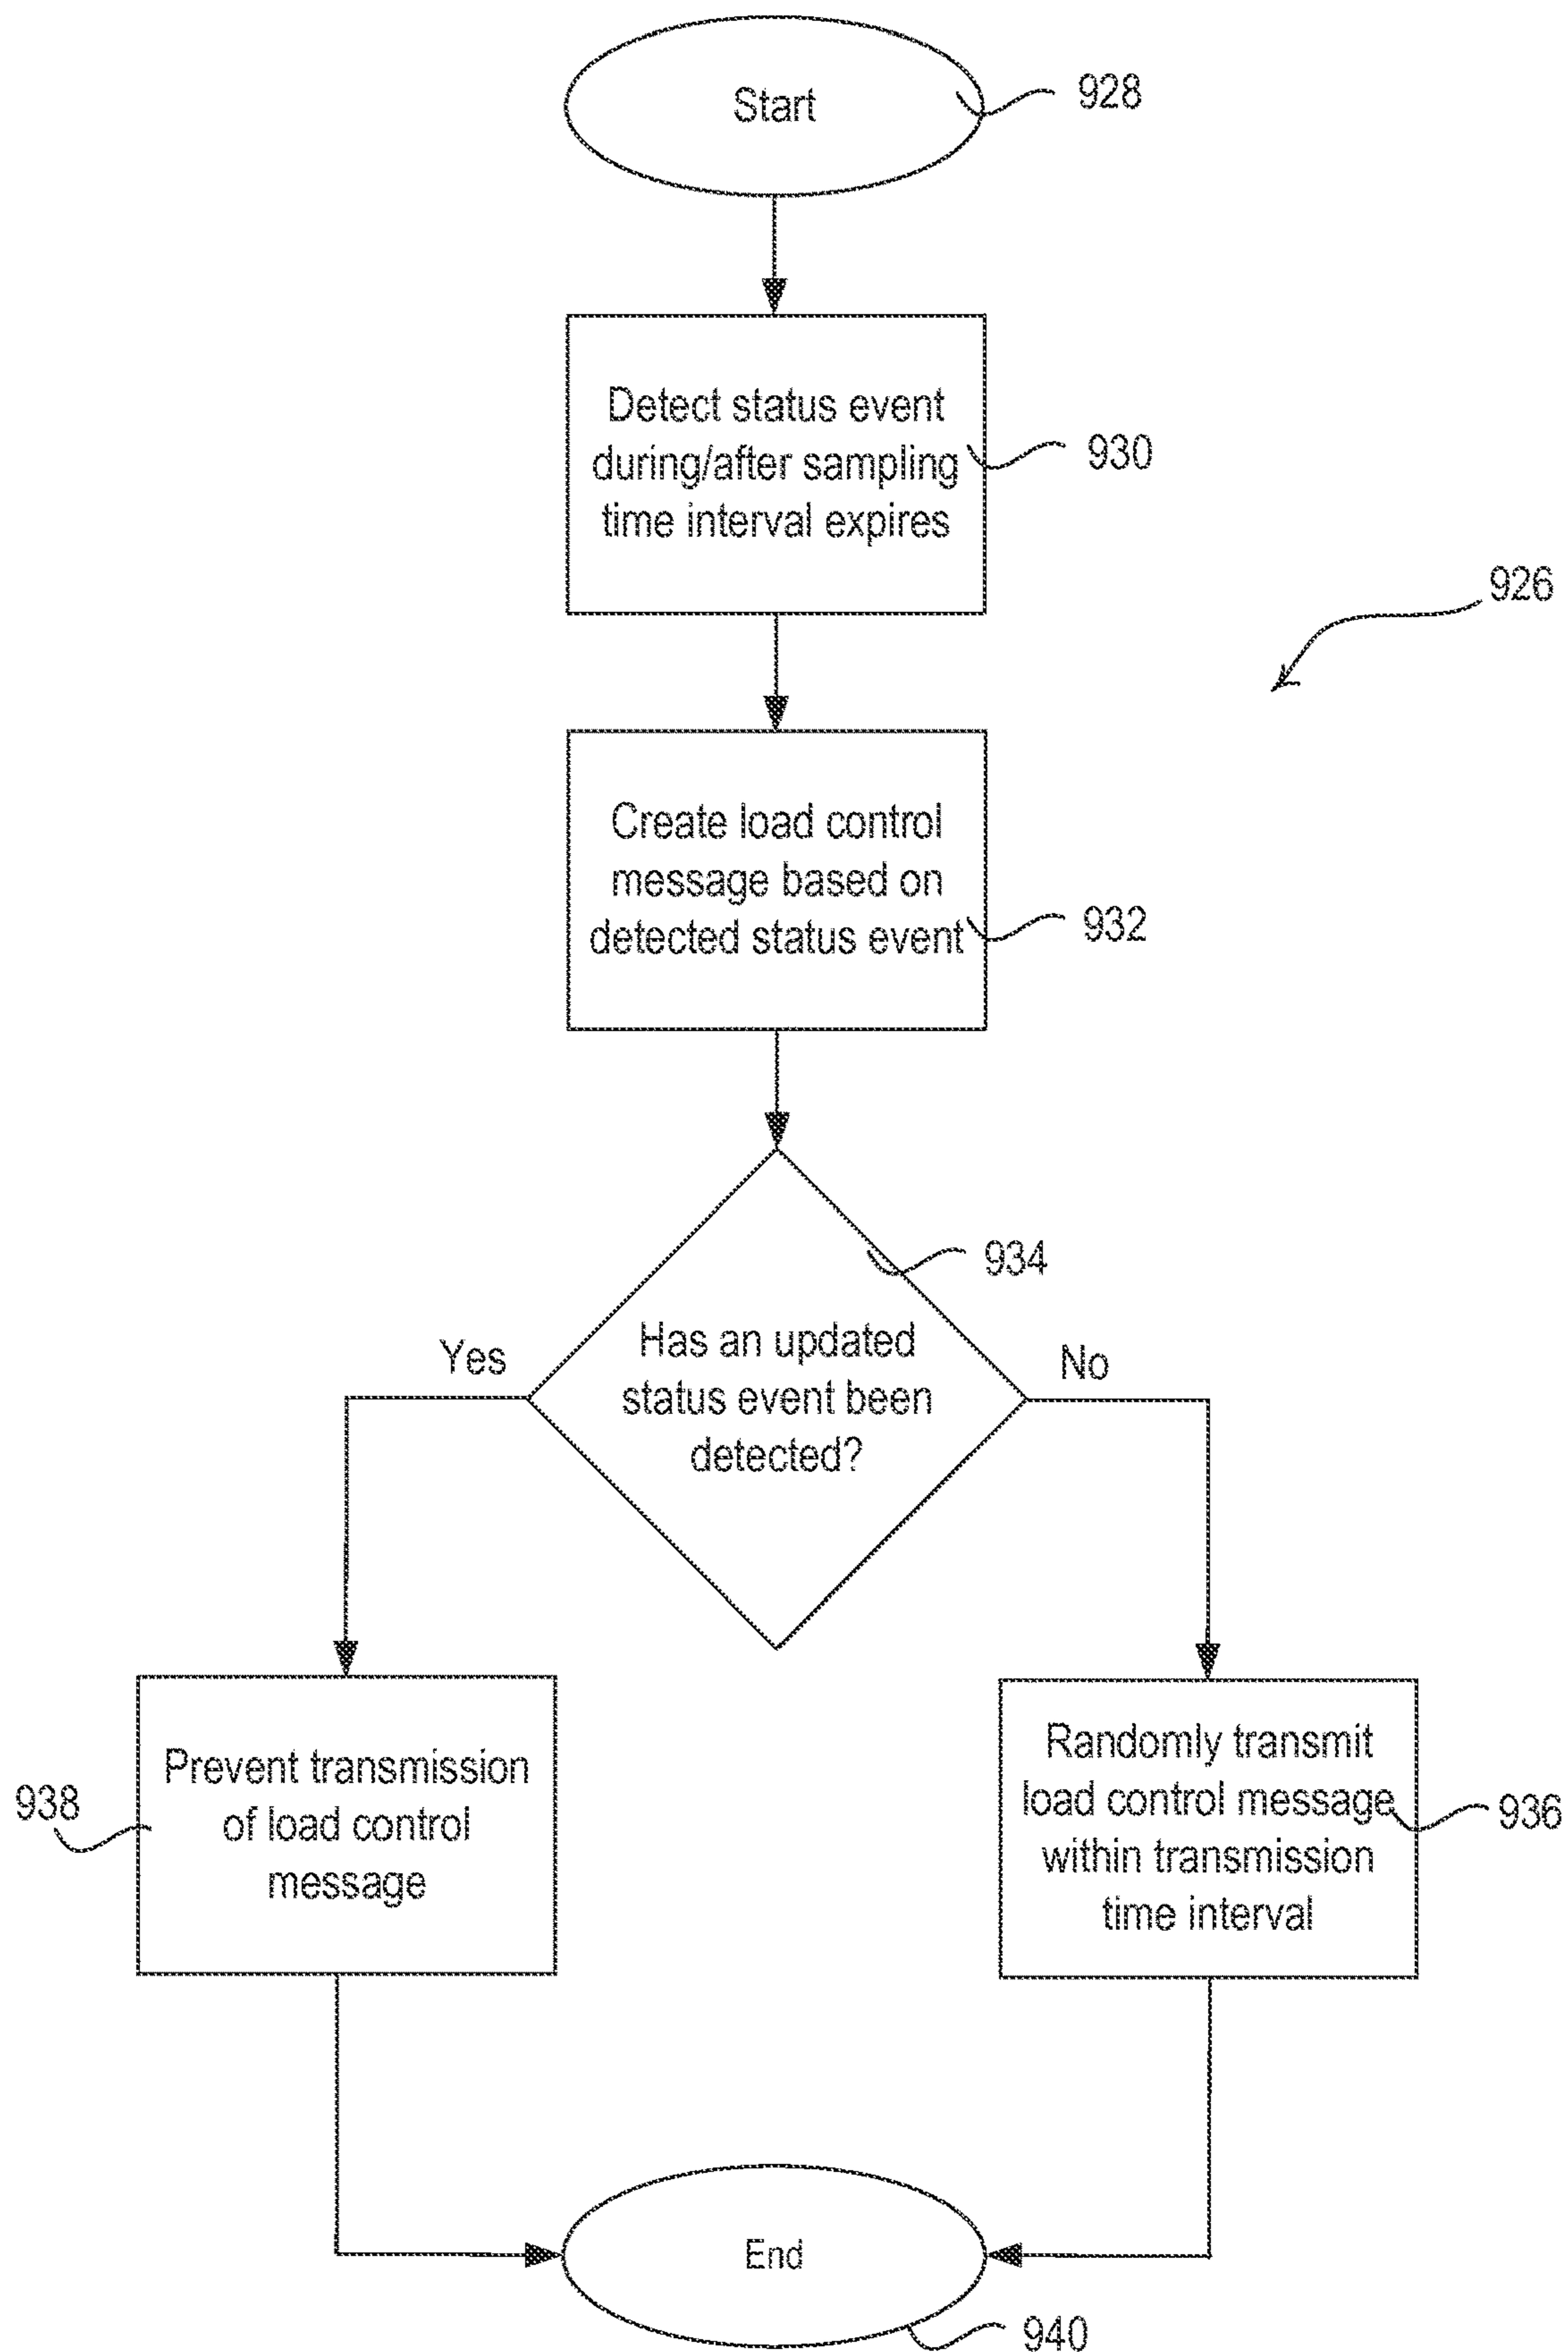 Start
928
Detect status event
during/after sampling
time interval expires
930
926
Create load control
message based on
detected status event
932
934
Has an updated
status event been
detected?
Yes
No
Prevent transmission
of load control
message
938
Randomly transmit
load control message
within transmission
time interval
936
End
940